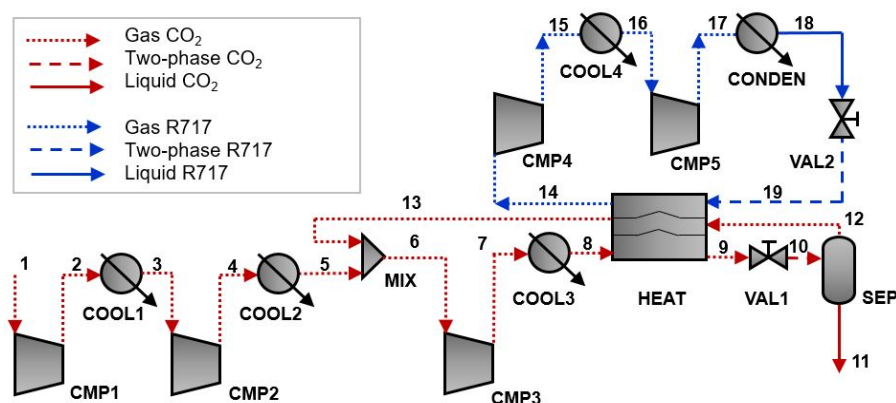 Gas CO₂
Two-phase CO₂
Liquid CO₂
Gas R717
Two-phase R717
Liquid R717
15 16 17 18
COOL4 CONDEN
CMP4 CMP5 VAL2
14 19
13 12
1 2 3 4 5 6 7 8 9 10
COOL1 COOL2 MIX COOL3 HEAT VAL1 SEP
11
CMP1 CMP2 CMP3